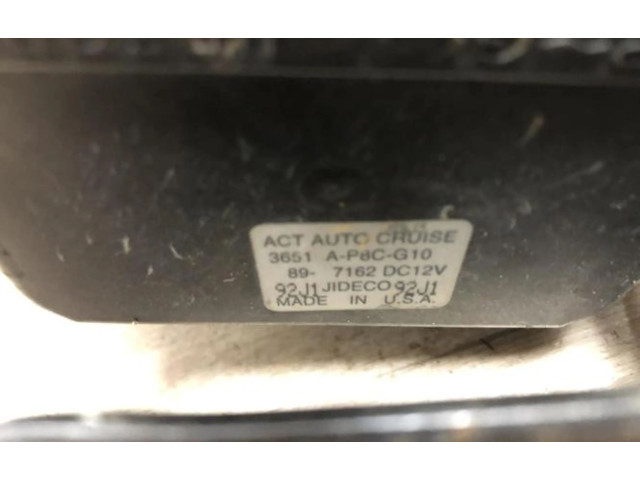 ACT AUTO CRUISE
3651 A-P8C-G10
89- 7162 DC12V
92J1 JIDECO 92J1
MADE IN U.S.A.